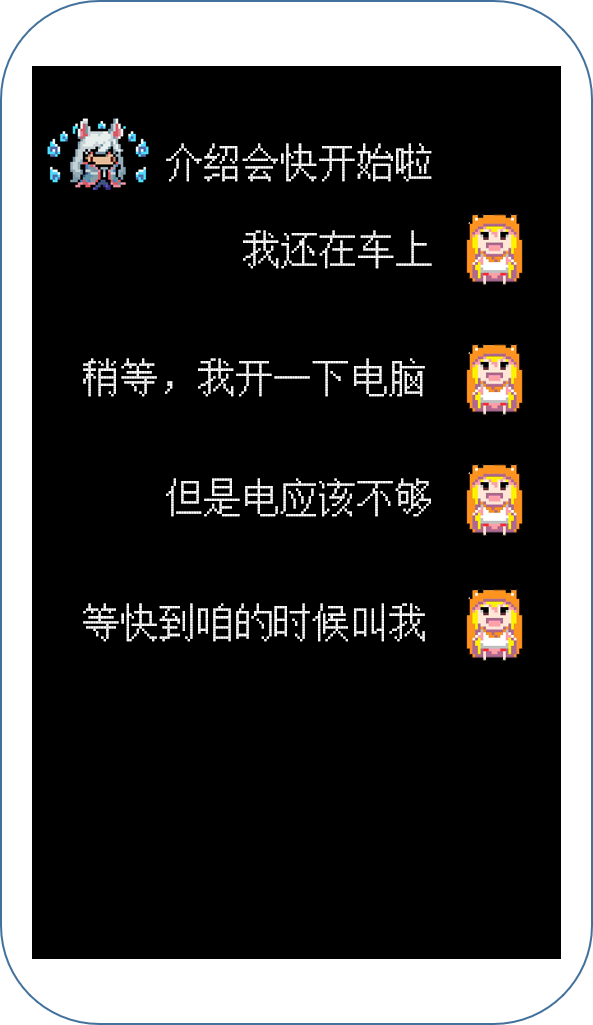 介绍会快开始啦
我还在车上
稍等，我开一下电脑
但是电应该不够
等快到咱的时候叫我